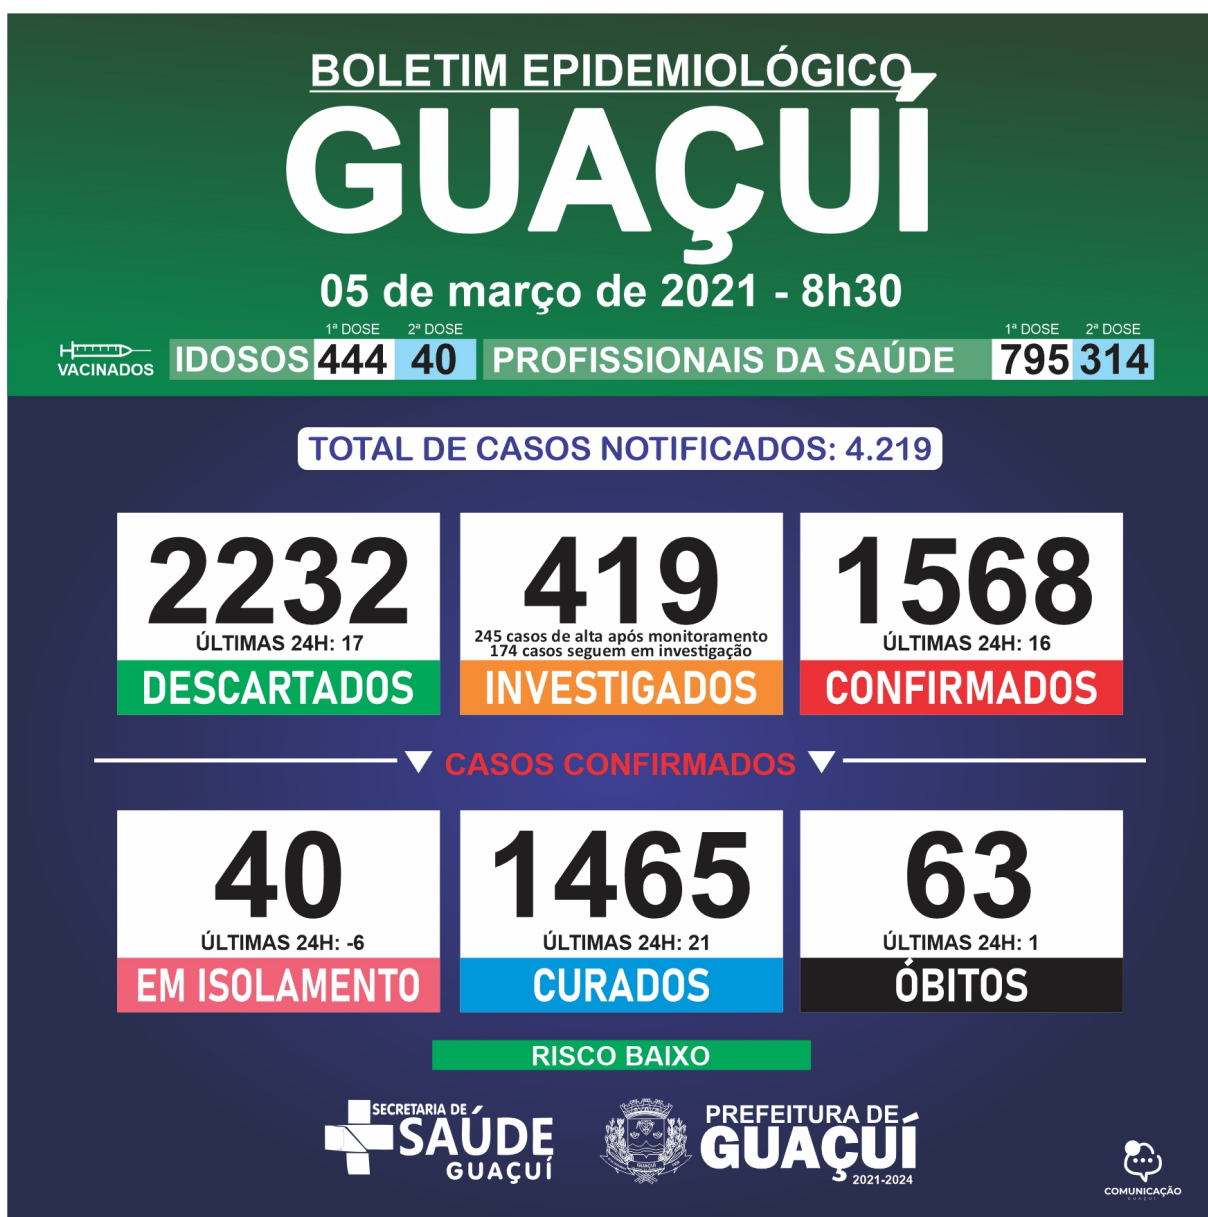 BOLETIM EPIDEMIOLÓGICO
GUAÇUÍ
05 de março de 2021 - 8h30
1ª DOSE 2ª DOSE 1ª DOSE 2ª DOSE
VACINADOS IDOSOS 444 40 PROFISSIONAIS DA SAÚDE 795 314
TOTAL DE CASOS NOTIFICADOS: 4.219
2232
ÚLTIMAS 24H: 17
DESCARTADOS
419
245 casos de alta após monitoramento
174 casos seguem em investigação
INVESTIGADOS
1568
ÚLTIMAS 24H: 16
CONFIRMADOS
CASOS CONFIRMADOS
40
ÚLTIMAS 24H: -6
EM ISOLAMENTO
1465
ÚLTIMAS 24H: 21
CURADOS
63
ÚLTIMAS 24H: 1
ÓBITOS
RISCO BAIXO
SECRETARIA DE
SAÚDE
GUAÇUÍ
GUAÇUÍ
PREFEITURA DE
GUAÇUÍ
2021-2024
COMUNICAÇÃO
GUAÇUÍ